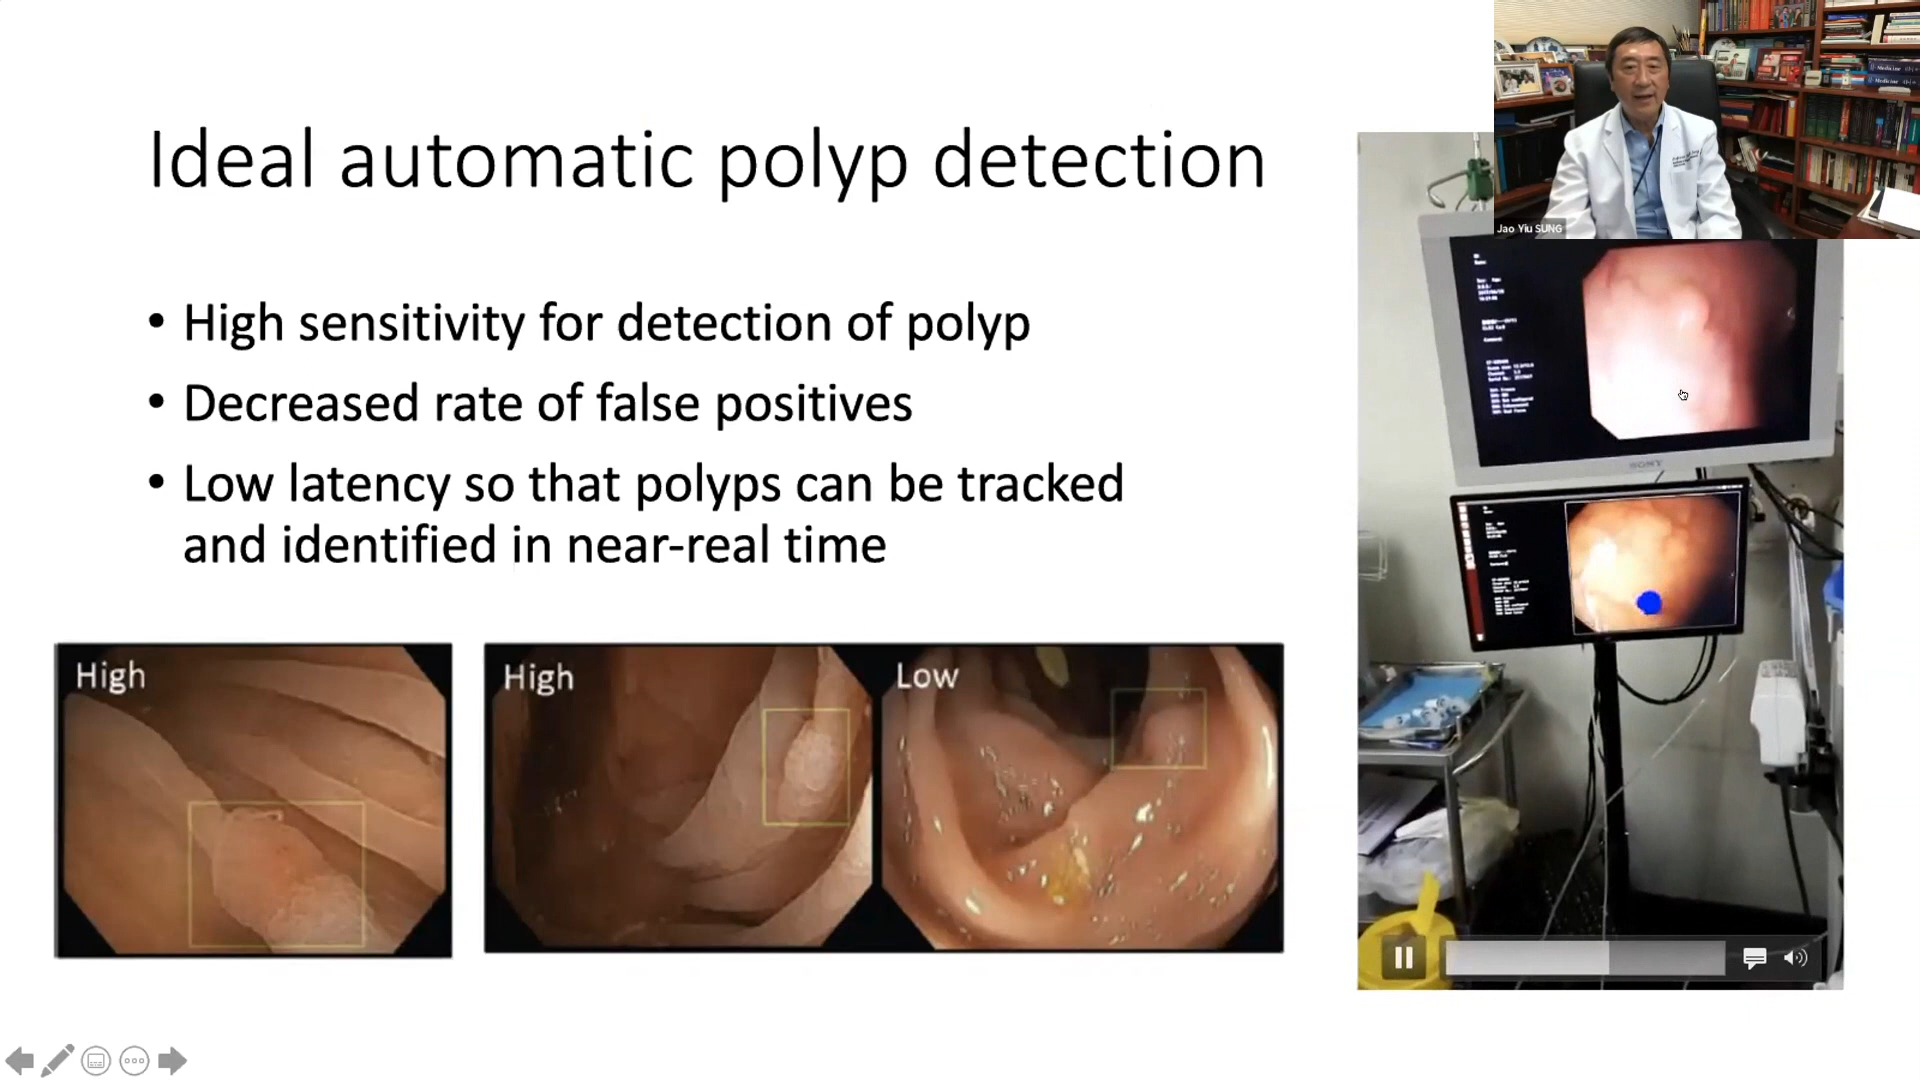 Ideal automatic polyp detection
• High sensitivity for detection of polyp
• Decreased rate of false positives
• Low latency so that polyps can be tracked
and identified in near-real time
High
High
Low
Jao Yiu SUNG
SONY